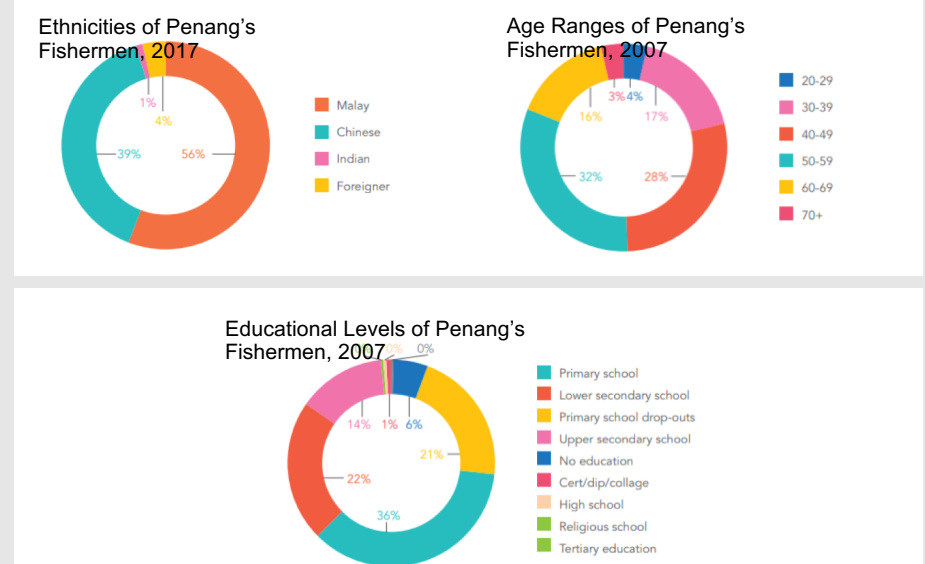 Ethnicities of Penang's
Fishermen, 2017
1%
4%
39%
56%
Malay
Chinese
Indian
Foreigner
Age Ranges of Penang's
Fishermen, 2007
3%
4%
16%
17%
32%
28%
20-29
30-39
40-49
50-59
60-69
70+
Educational Levels of Penang's
Fishermen, 2007
0%
0%
14%
1%
6%
21%
22%
36%
Primary school
Lower secondary school
Primary school drop-outs
Upper secondary school
No education
Cert/dip/collage
High school
Religious school
Tertiary education